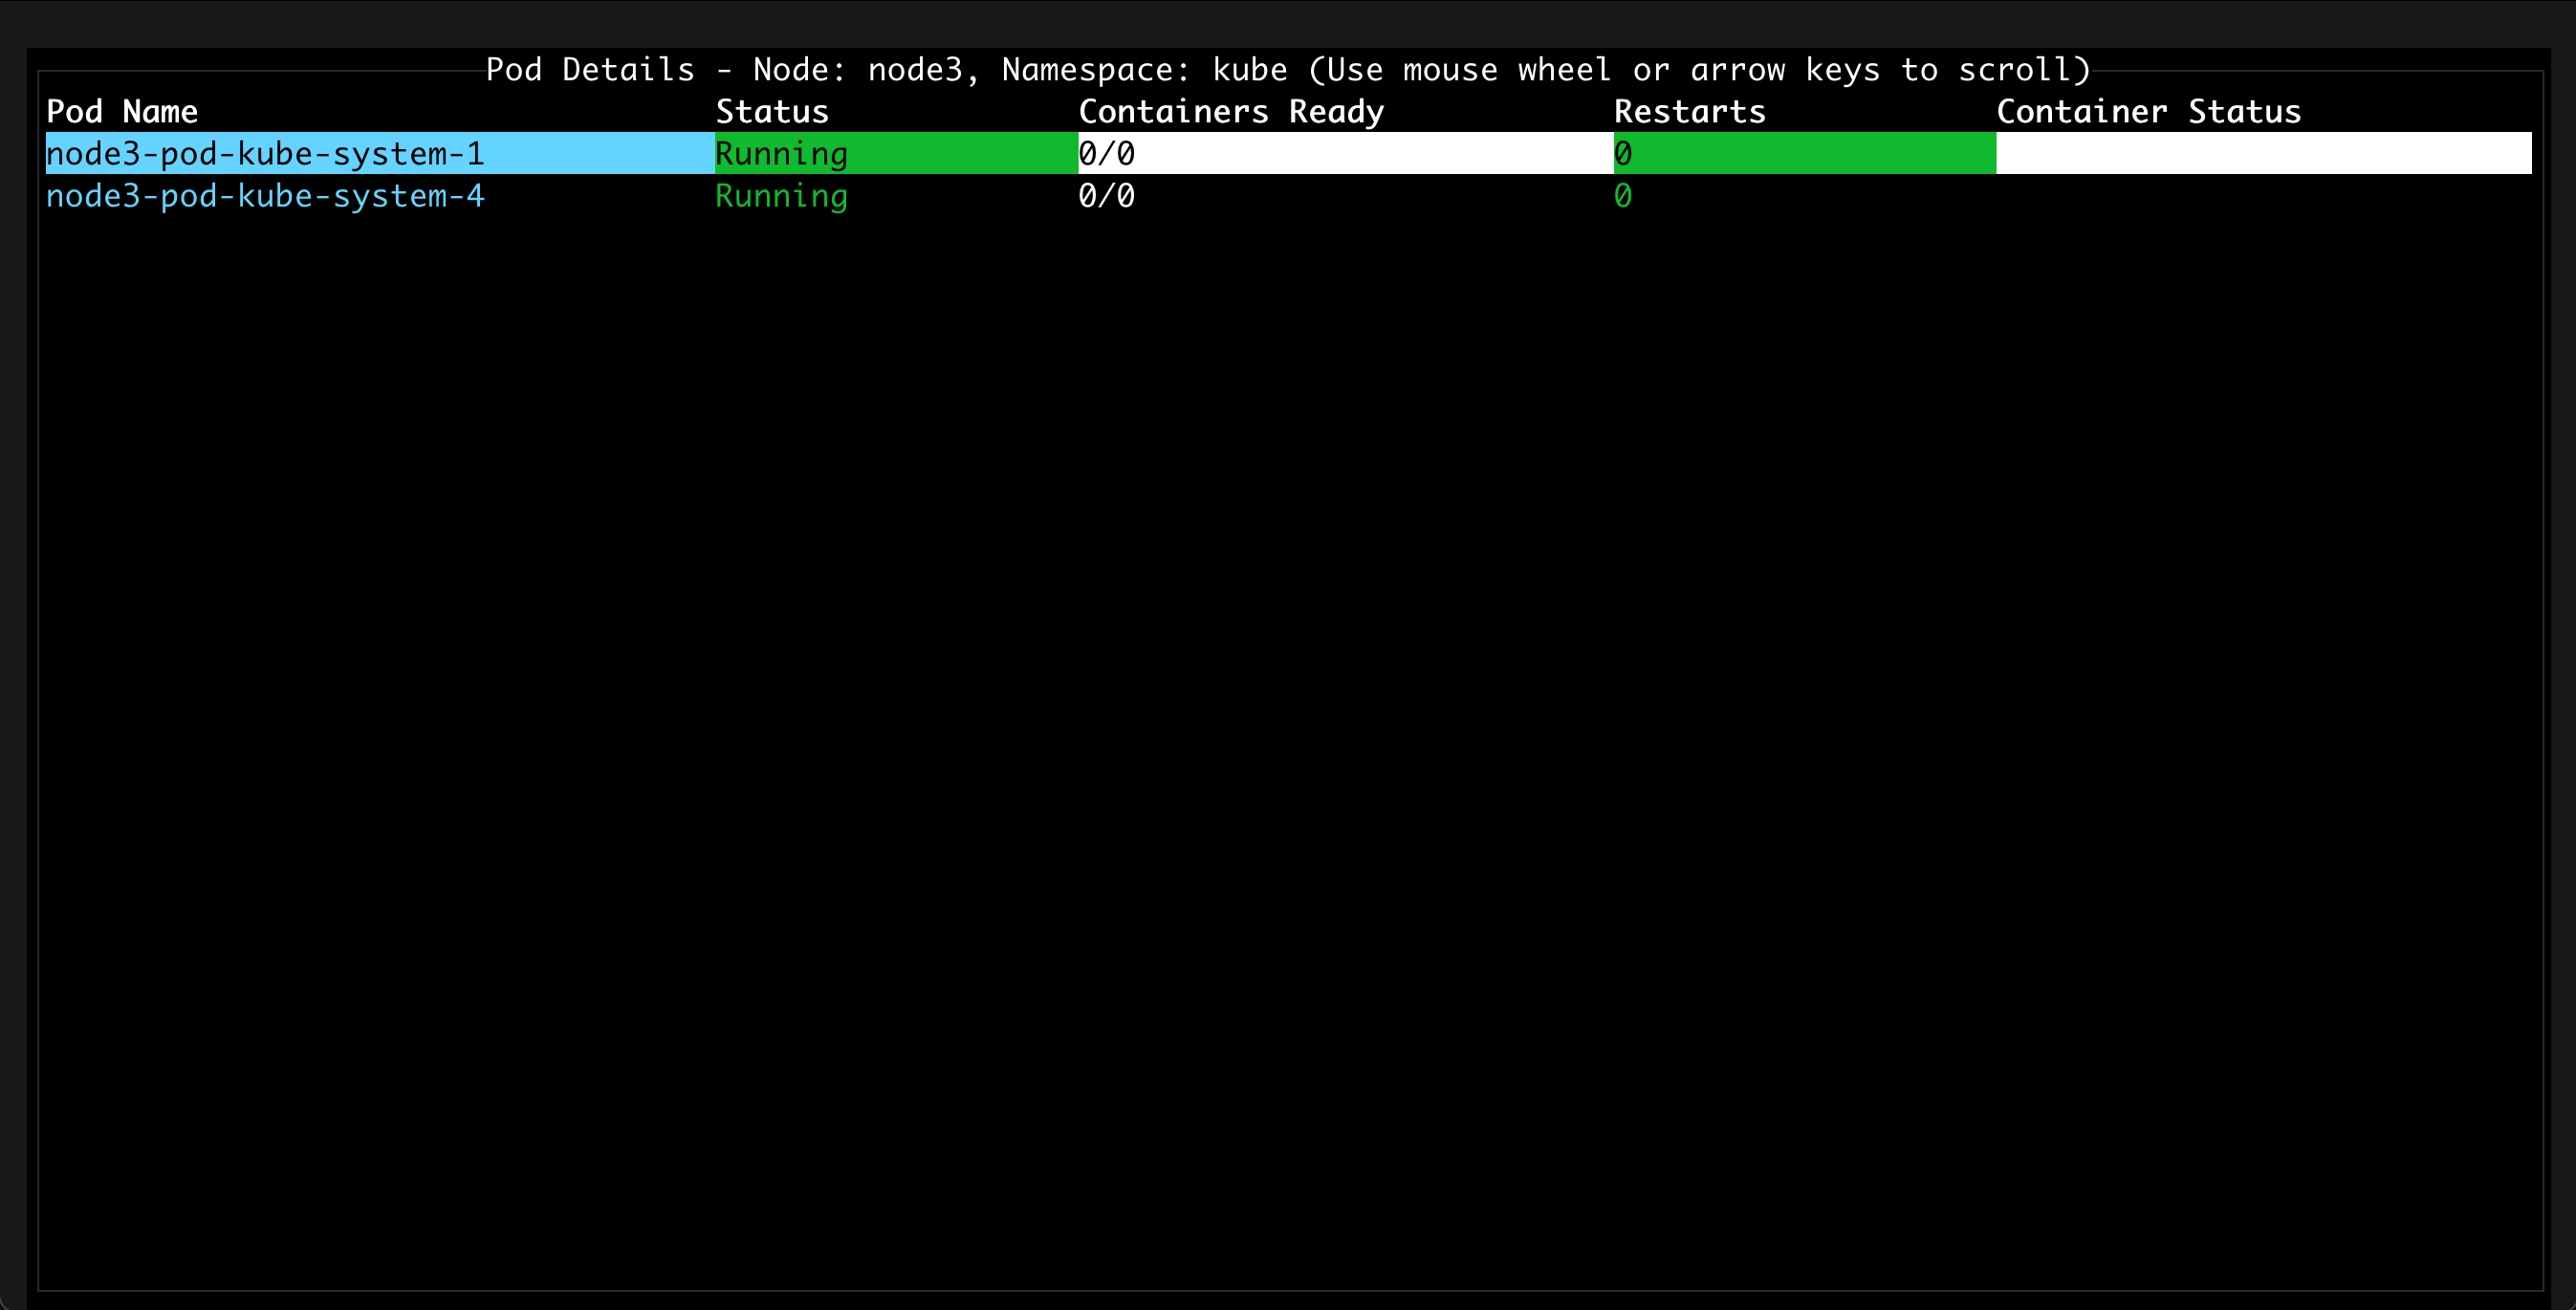 Pod Details - Node: node3, Namespace: kube (Use mouse wheel or arrow keys to scroll)
Pod Name Status Containers Ready Restarts Container Status
node3-pod-kube-system-1 Running 0/0 0
node3-pod-kube-system-4 Running 0/0 0